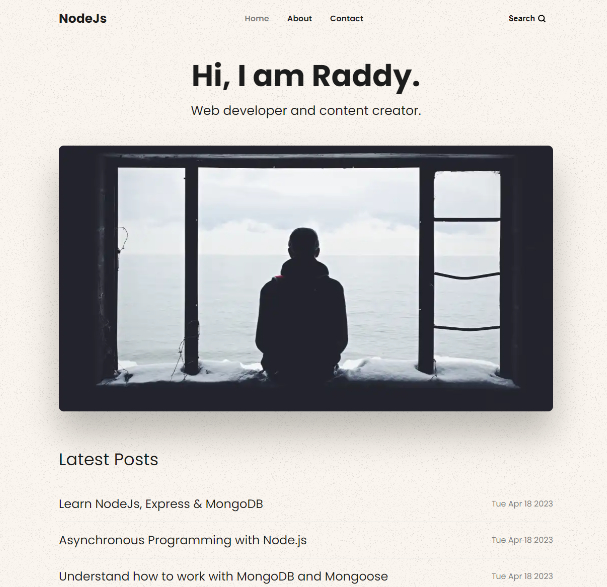 NodeJs
Home About Contact Search
Hi, I am Raddy.
Web developer and content creator.
Latest Posts
Learn NodeJs, Express & MongoDB Tue Apr 18 2023
Asynchronous Programming with Node.js Tue Apr 18 2023
Understand how to work with MongoDB and Mongoose Tue Apr 18 2023